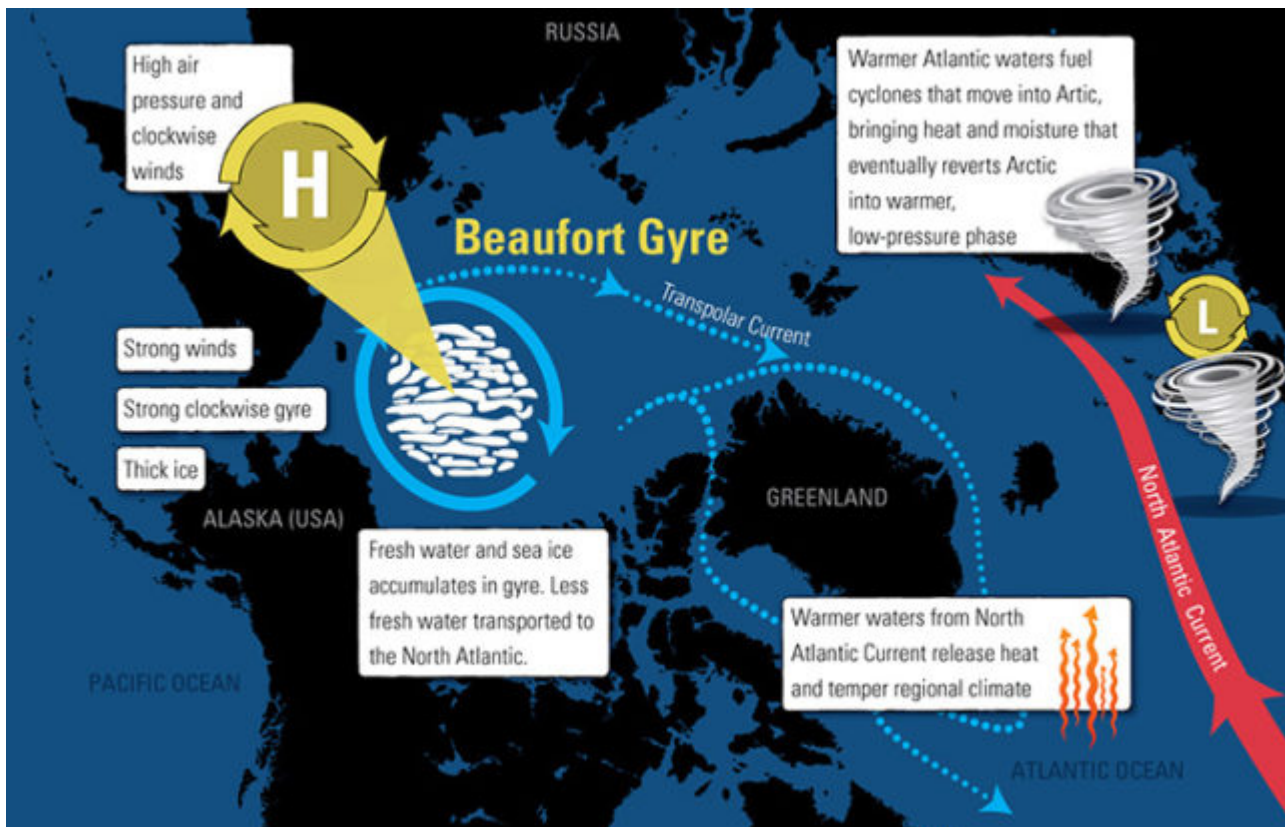 RUSSIA
High air
pressure and
clockwise
winds
H
Warmer Atlantic waters fuel
cyclones that move into Artic,
bringing heat and moisture that
eventually reverts Arctic
into warmer,
low-pressure phase
Beaufort Gyre
Transpolar Current
L
Strong winds
Strong clockwise gyre
Thick ice
ALASKA (USA)
GREENLAND
North Atlantic Current
Fresh water and sea ice
accumulates in gyre. Less
fresh water transported to
the North Atlantic.
Warmer waters from North
Atlantic Current release heat
and temper regional climate
PACIFIC OCEAN
ATLANTIC OCEAN